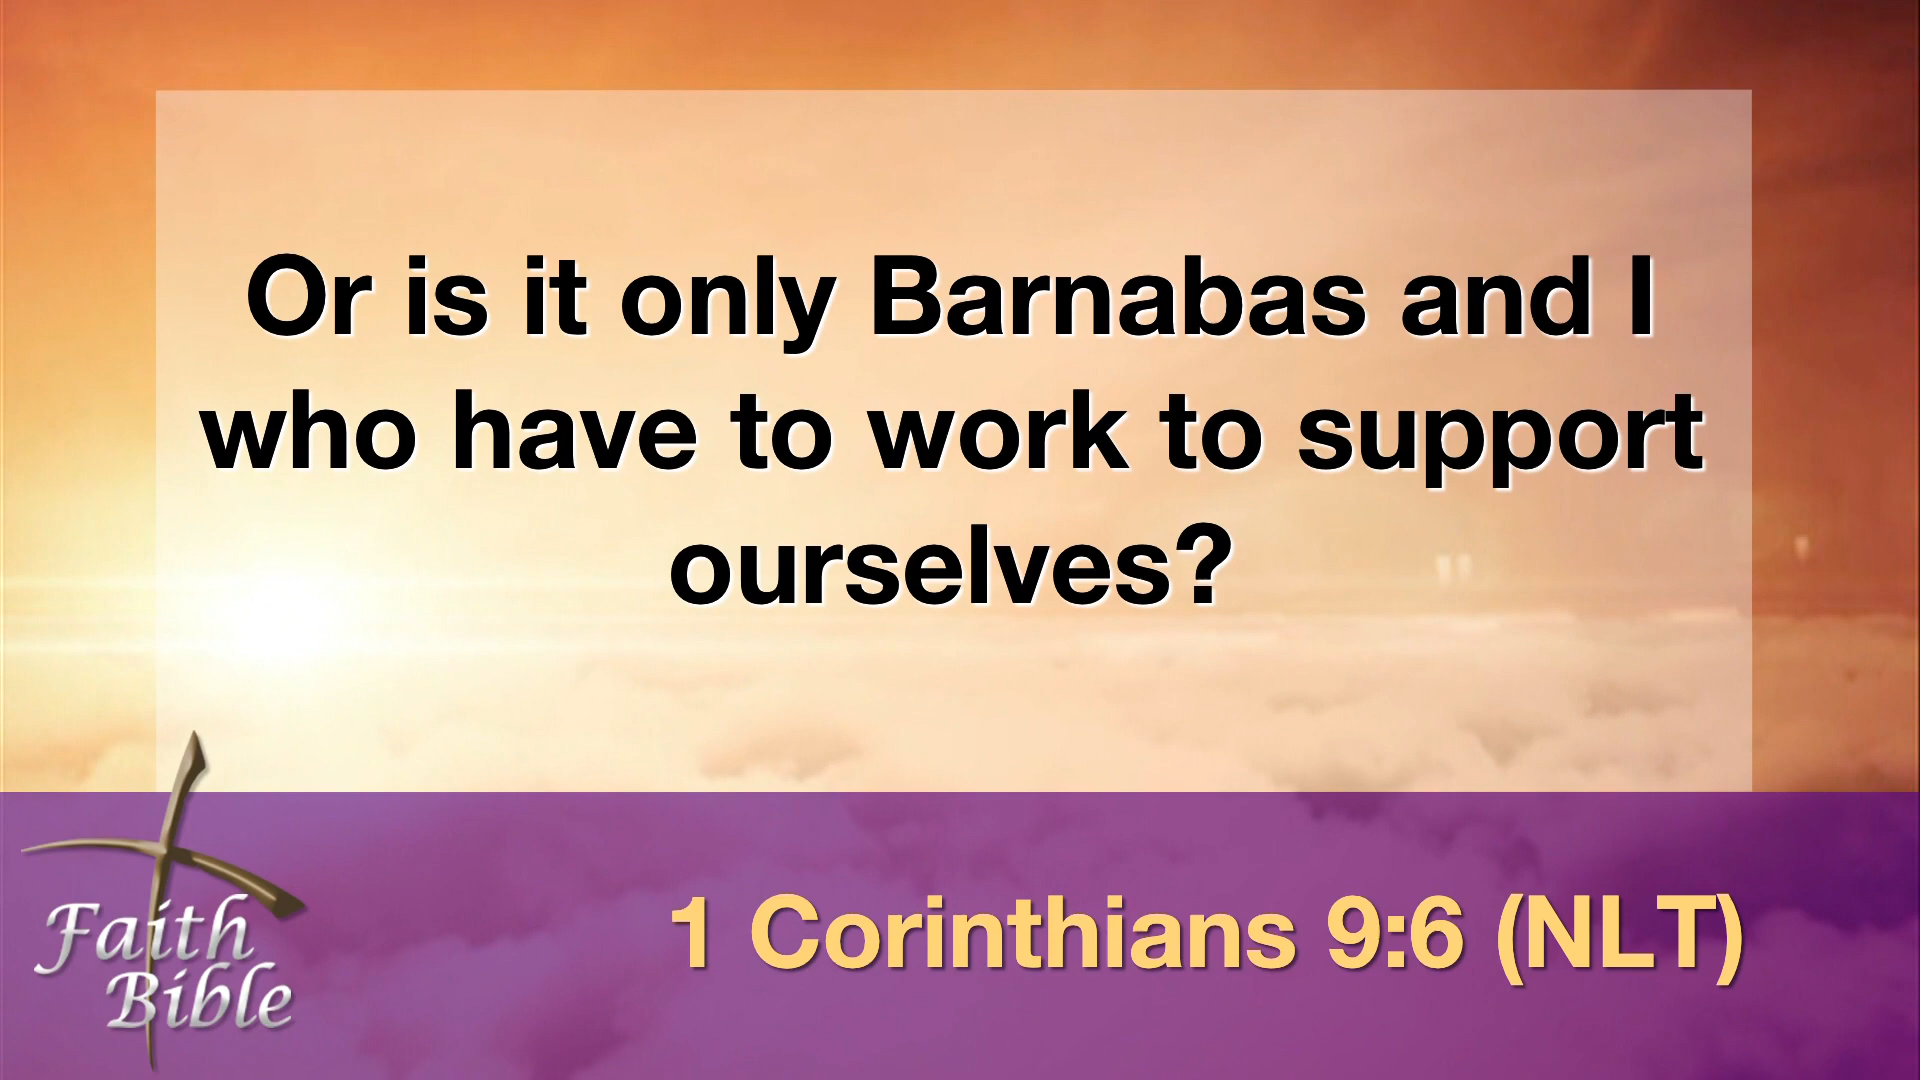 Or is it only Barnabas and I
who have to work to support
ourselves?
1 Corinthians 9:6 (NLT)
Faith
Bible